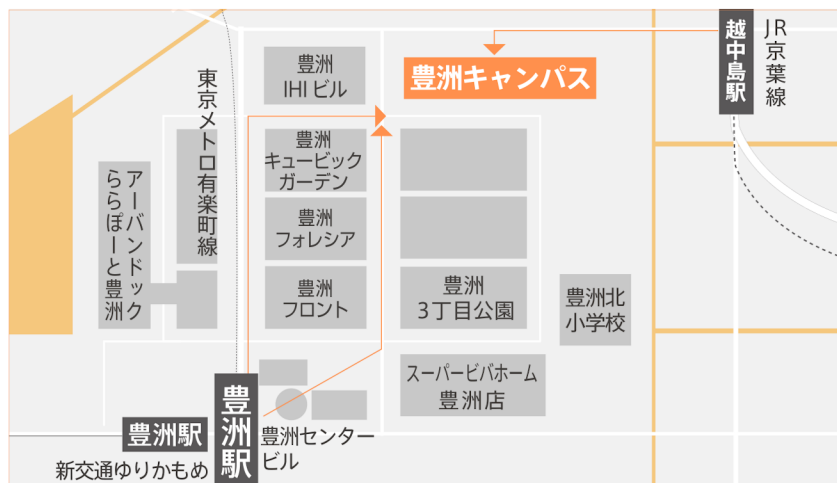 豊洲
IHI ビル
豊洲キャンパス
越中島駅
JR京葉線
東京メトロ有楽町線
豊洲
キュービック
ガーデン
アーバンドック
ららぽーと豊洲
豊洲
フォレシア
豊洲
フロント
豊洲
3丁目公園
豊洲北
小学校
スーパービバホーム
豊洲店
豊洲駅
豊洲駅
豊洲センター
ビル
新交通ゆりかもめ